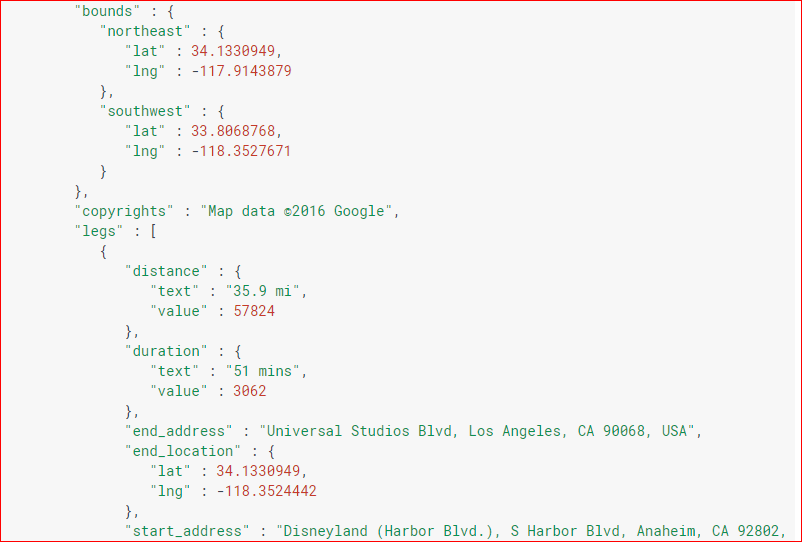 "bounds" : {
"northeast" : {
"lat" : 34.1330949,
"lng" : -117.9143879
},
"southwest" : {
"lat" : 33.8068768,
"lng" : -118.3527671
}
},
"copyrights" : "Map data ©2016 Google",
"legs" : [
{
"distance" : {
"text" : "35.9 mi",
"value" : 57824
},
"duration" : {
"text" : "51 mins",
"value" : 3062
},
"end_address" : "Universal Studios Blvd, Los Angeles, CA 90068, USA",
"end_location" : {
"lat" : 34.1330949,
"lng" : -118.3524442
},
"start_address" : "Disneyland (Harbor Blvd.), S Harbor Blvd, Anaheim, CA 92802,